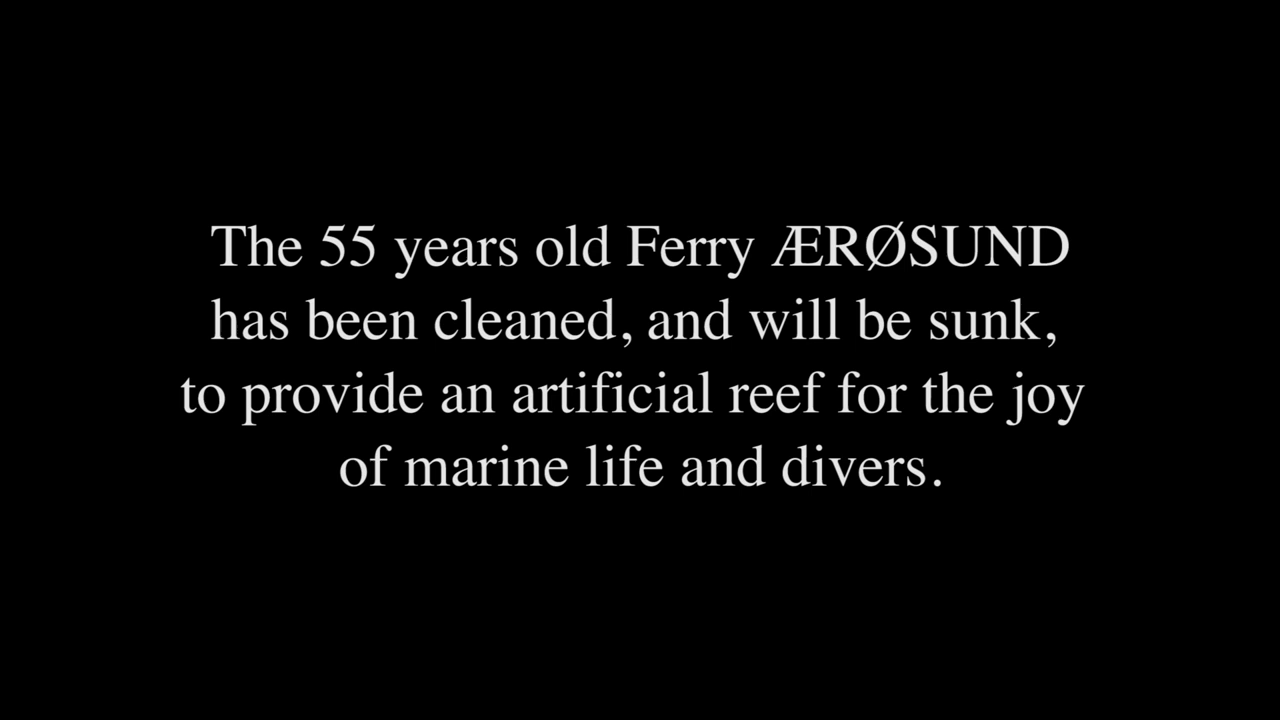 The 55 years old Ferry ÆRØSUND
has been cleaned, and will be sunk,
to provide an artificial reef for the joy
of marine life and divers.